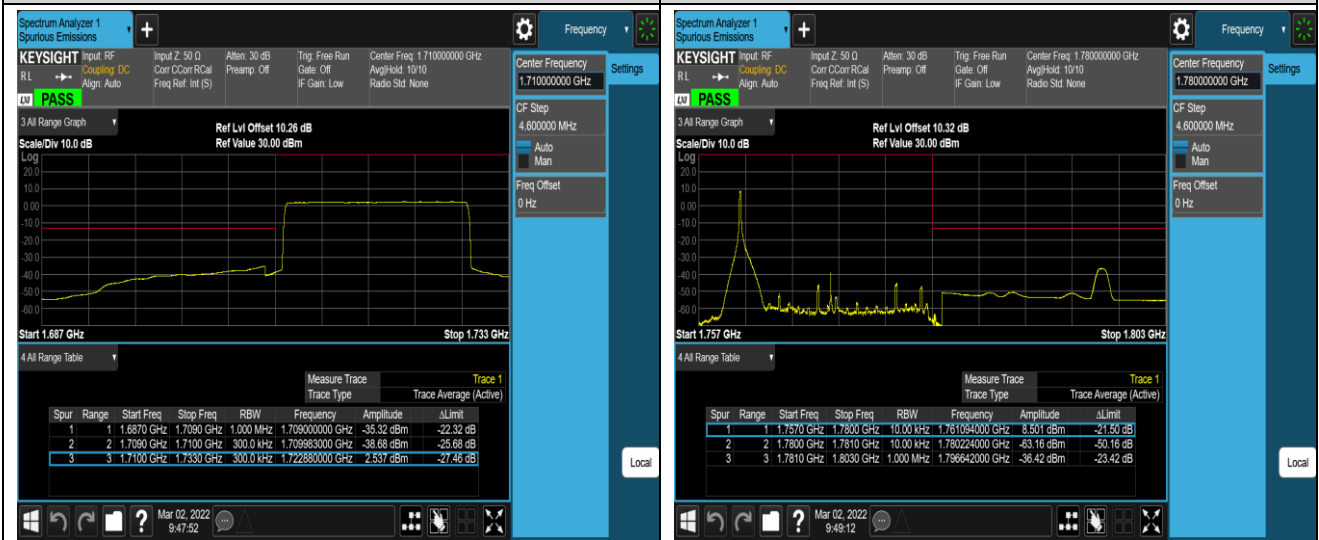 Spectrum Analyzer 1
Spurious Emissions
+
Frequency
KEYSIGHT Input: RF Input Z: 50 Ω Atten: 30 dB Trig: Free Run Center Freq: 1.710000000 GHz
RL Coupling: DC Corr CCorr RCal Preamp: Off Gate: Off Avg|Hold: 10/10
Align: Auto Freq Ref: Int (S) IF Gain: Low Radio Std: None
LXI PASS
3 All Range Graph
Ref Lvl Offset 10.26 dB
Scale/Div 10.0 dB Ref Value 30.00 dBm
Log
20.0
10.0
0.00
-10.0
-20.0
-30.0
-40.0
-50.0
-60.0
Start 1.687 GHz Stop 1.733 GHz
4 All Range Table
Measure Trace Trace 1
Trace Type Trace Average (Active)
Spur Range Start Freq Stop Freq RBW Frequency Amplitude ΔLimit
1 1 1.6870 GHz 1.7090 GHz 1.000 MHz 1.709000000 GHz -35.32 dBm -22.32 dB
2 2 1.7090 GHz 1.7100 GHz 300.0 kHz 1.709983000 GHz -38.68 dBm -25.68 dB
3 3 1.7100 GHz 1.7330 GHz 300.0 kHz 1.722880000 GHz 2.537 dBm -27.46 dB
Center Frequency
1.710000000 GHz
Settings
CF Step
4.600000 MHz
Auto
Man
Freq Offset
0 Hz
Local
?
Mar 02, 2022
9:47:52
Spectrum Analyzer 1
Spurious Emissions
+
Frequency
KEYSIGHT Input: RF Input Z: 50 Ω Atten: 30 dB Trig: Free Run Center Freq: 1.780000000 GHz
RL Coupling: DC Corr CCorr RCal Preamp: Off Gate: Off Avg|Hold: 10/10
Align: Auto Freq Ref: Int (S) IF Gain: Low Radio Std: None
LXI PASS
3 All Range Graph
Ref Lvl Offset 10.32 dB
Scale/Div 10.0 dB Ref Value 30.00 dBm
Log
20.0
10.0
0.00
-10.0
-20.0
-30.0
-40.0
-50.0
-60.0
Start 1.757 GHz Stop 1.803 GHz
4 All Range Table
Measure Trace Trace 1
Trace Type Trace Average (Active)
Spur Range Start Freq Stop Freq RBW Frequency Amplitude ΔLimit
1 1 1.7570 GHz 1.7800 GHz 10.00 kHz 1.761094000 GHz 8.501 dBm -21.50 dB
2 2 1.7800 GHz 1.7810 GHz 10.00 kHz 1.780224000 GHz -63.16 dBm -50.16 dB
3 3 1.7810 GHz 1.8030 GHz 1.000 MHz 1.796642000 GHz -36.42 dBm -23.42 dB
Center Frequency
1.780000000 GHz
Settings
CF Step
4.600000 MHz
Auto
Man
Freq Offset
0 Hz
Local
?
Mar 02, 2022
9:49:12